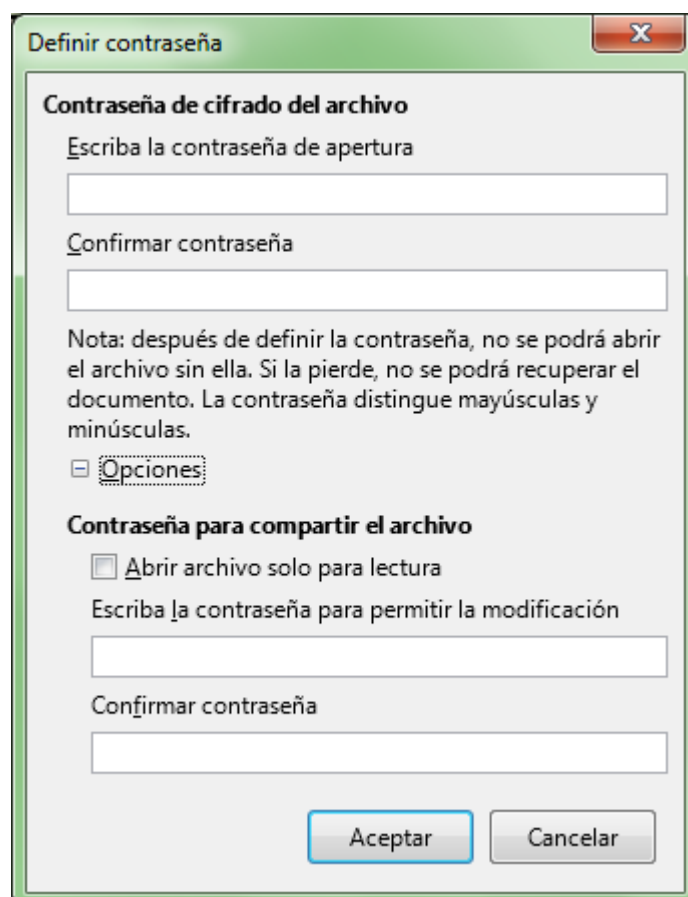 Definir contraseña
Contraseña de cifrado del archivo
Escriba la contraseña de apertura
Confirmar contraseña
Nota: después de definir la contraseña, no se podrá abrir
el archivo sin ella. Si la pierde, no se podrá recuperar el
documento. La contraseña distingue mayúsculas y
minúsculas.
Opciones
Contraseña para compartir el archivo
Abrir archivo solo para lectura
Escriba la contraseña para permitir la modificación
Confirmar contraseña
Aceptar Cancelar